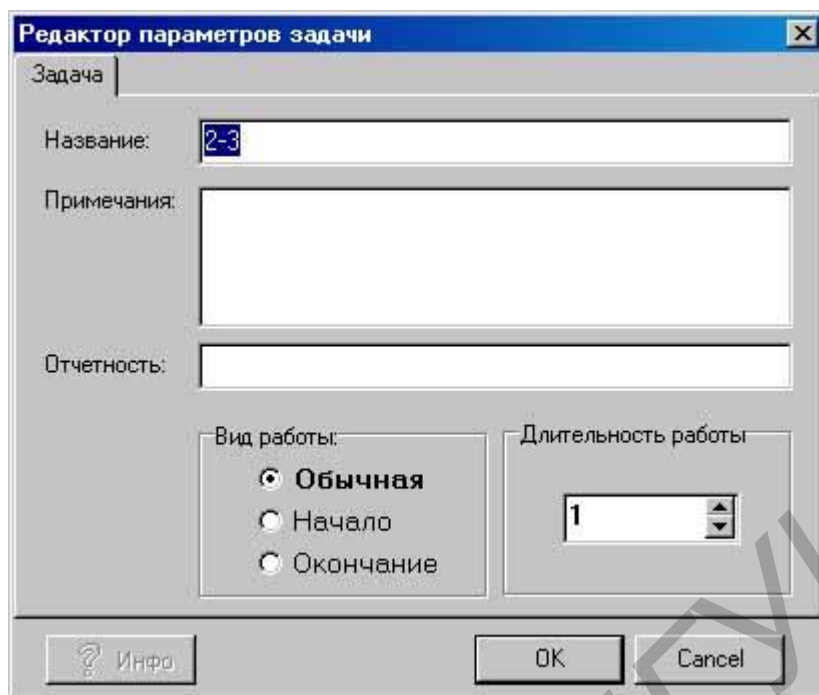 Редактор параметров задачи
Задача
Название: 2-3
Примечания:
Отчетность:
Вид работы:
Обычная
Начало
Окончание
Длительность работы
1
? Инфо
OK
Cancel